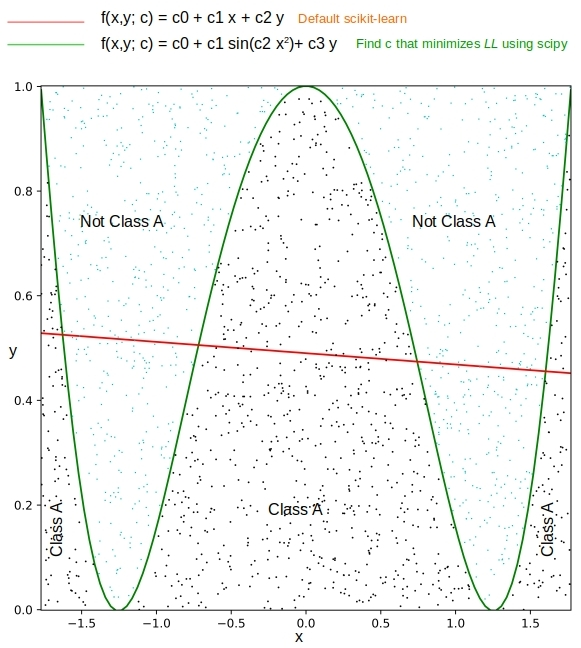 f(x,y; c) = c0 + c1 x + c2 y Default scikit-learn
f(x,y; c) = c0 + c1 sin(c2 x²)+ c3 y Find c that minimizes LL using scipy
1.0
0.8
Not Class A Not Class A
0.6
y
0.4
0.2
Class A Class A Class A
0.0
−1.5 −1.0 −0.5 0.0 0.5 1.0 1.5
x